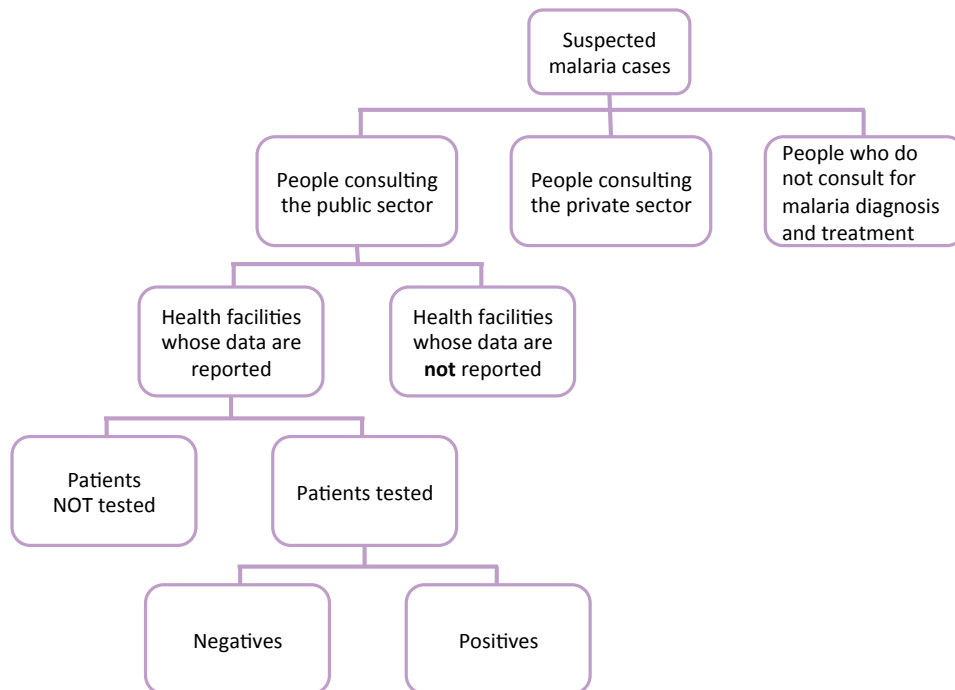 Suspected
malaria cases
People consulting
the public sector
People consulting
the private sector
People who do
not consult for
malaria diagnosis
and treatment
Health facilities
whose data are
reported
Health facilities
whose data are
not reported
Patients
NOT tested
Patients tested
Negatives
Positives